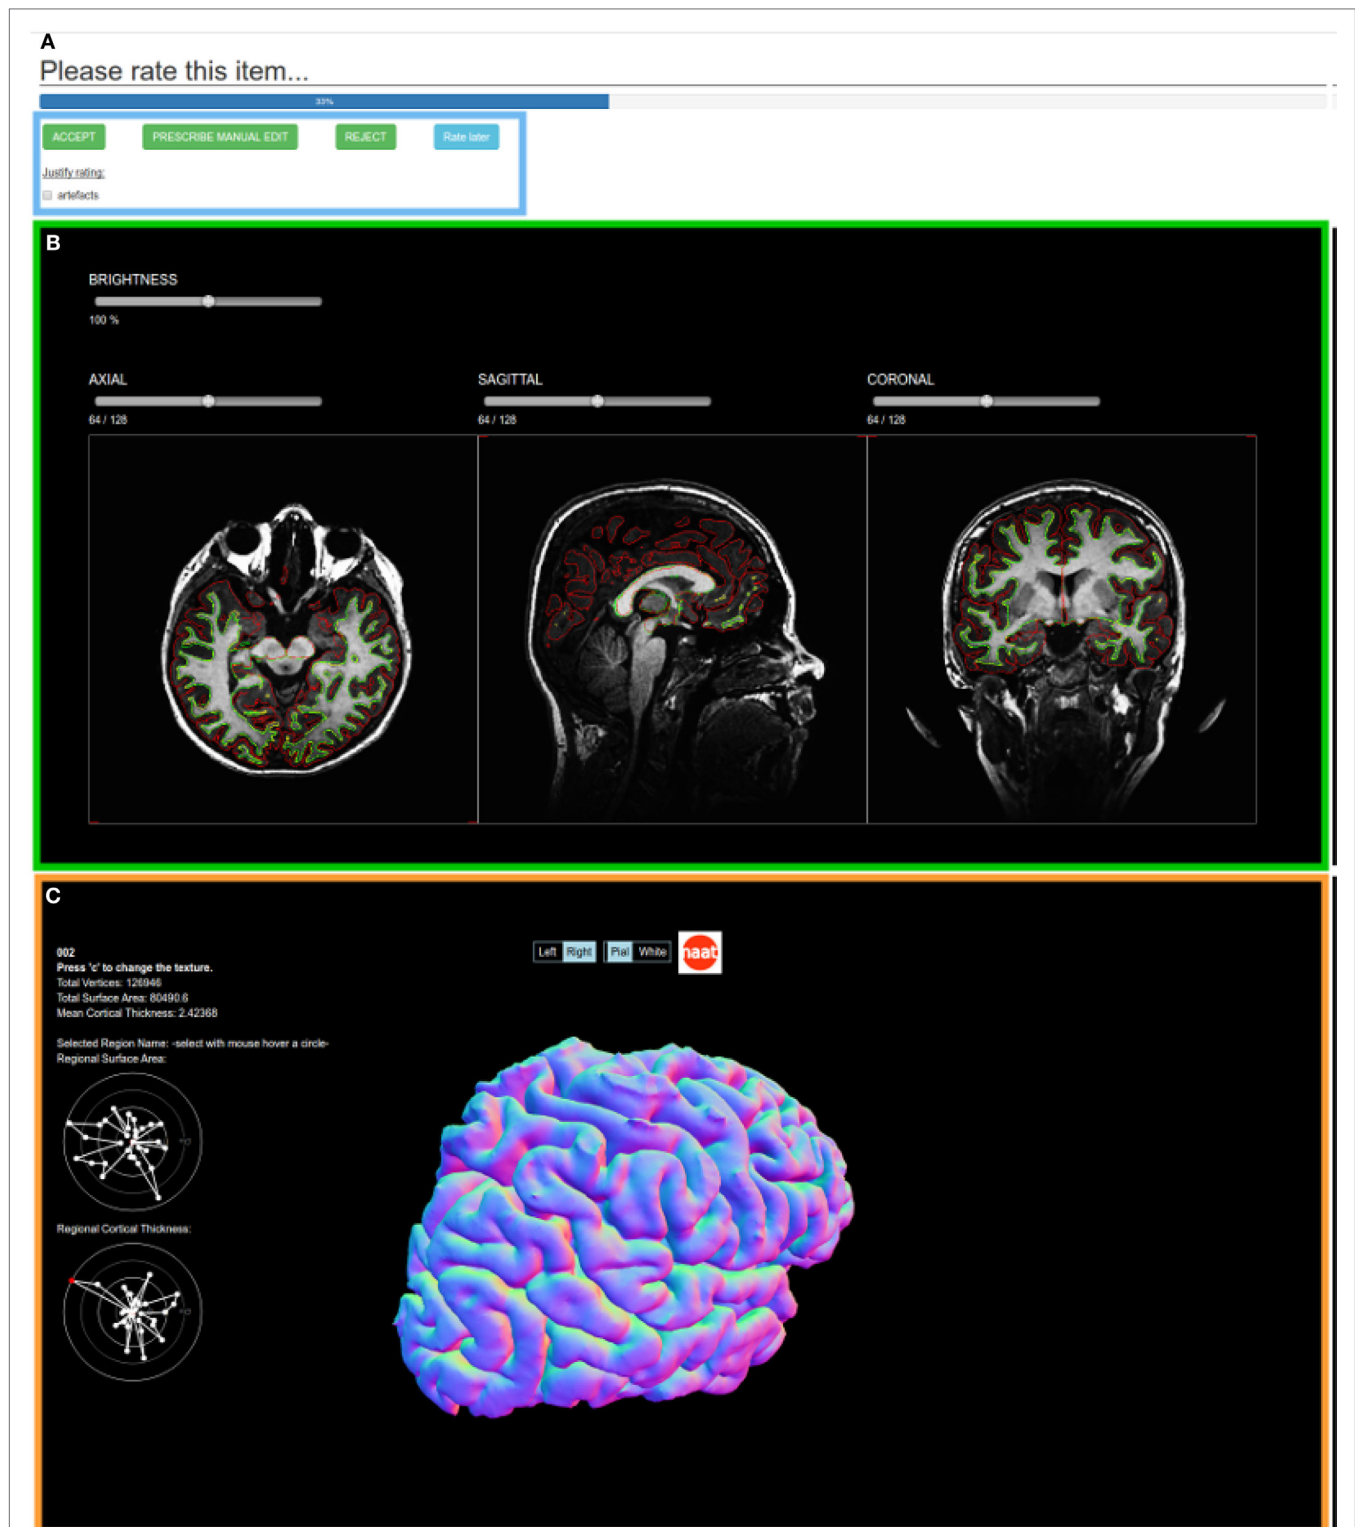 A
Please rate this item...
33%
ACCEPT PRESCRIBE MANUAL EDIT REJECT Rate later
Justify rating:
artefacts
B
BRIGHTNESS
100 %
AXIAL SAGITTAL CORONAL
64 / 128 64 / 128 64 / 128
C
Left Right Pial White naat
002
Press 'c' to change the texture.
Total Vertices: 126946
Total Surface Area: 80490.6
Mean Cortical Thickness: 2.42368
Selected Region Name: -select with mouse hover a circle-
Regional Surface Area:
Regional Cortical Thickness: